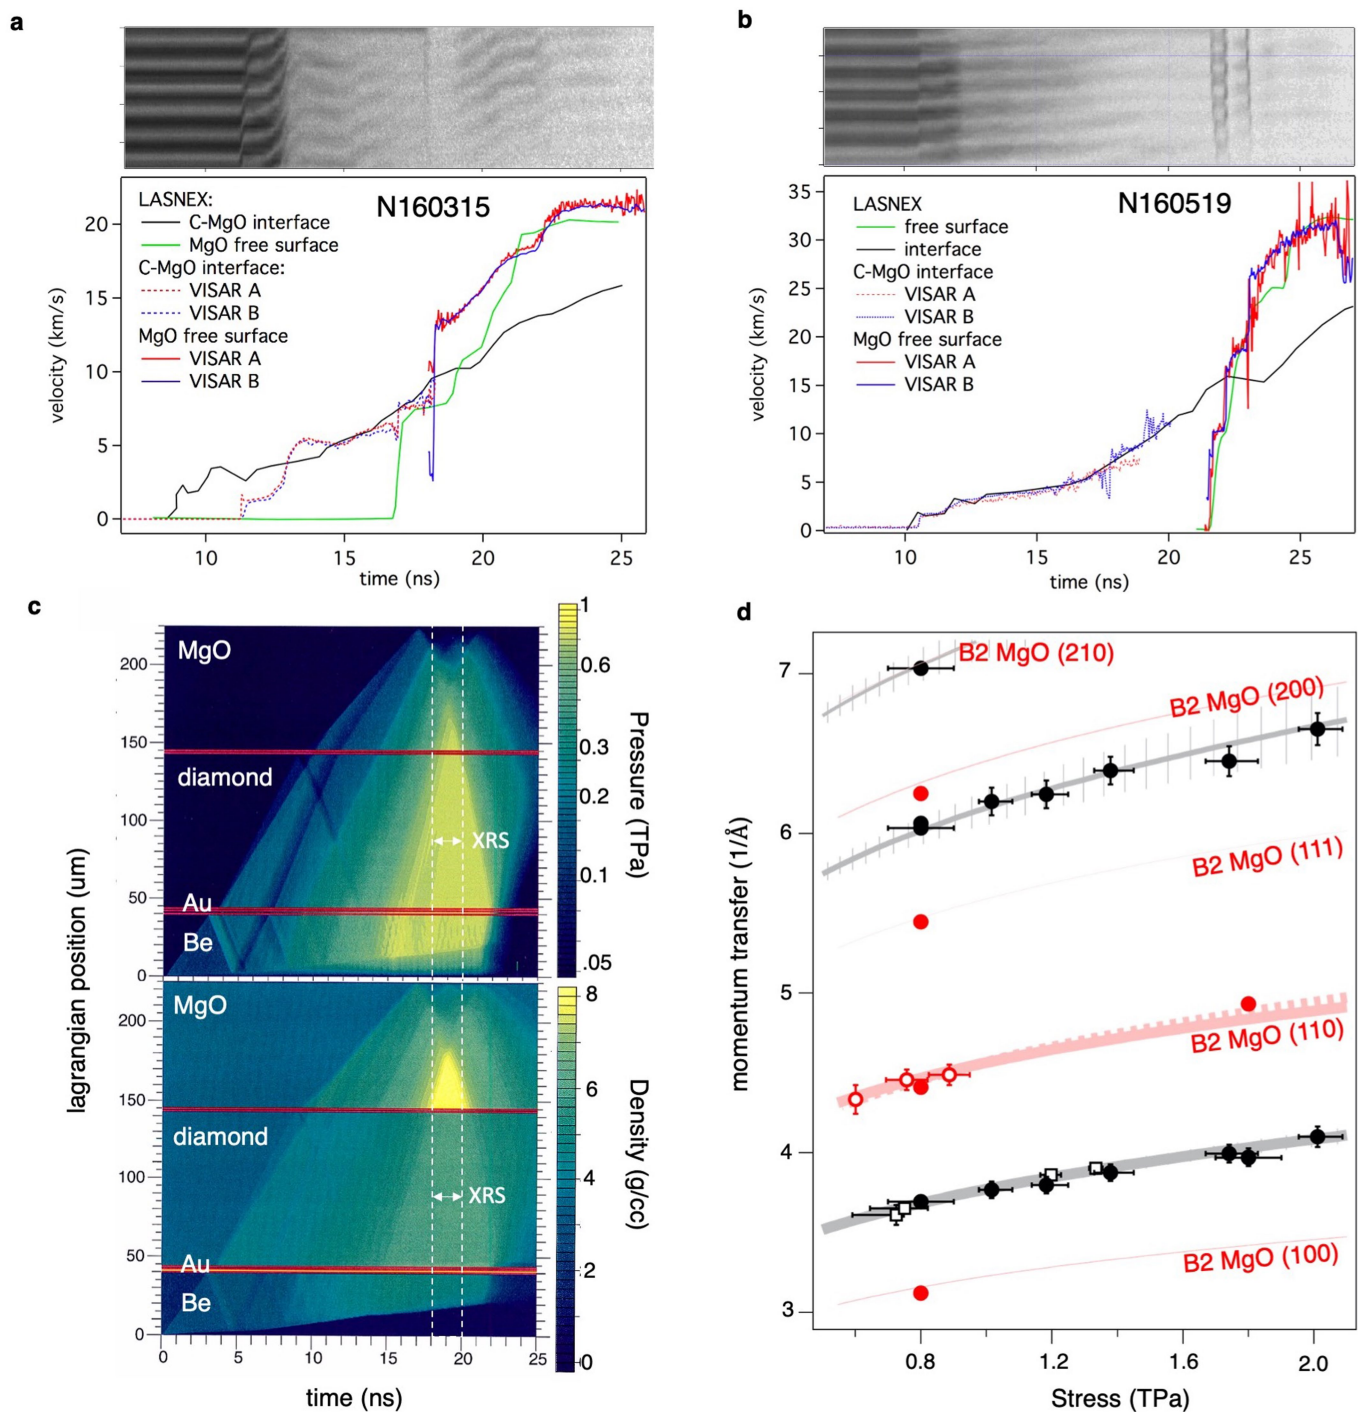 a
N160315
LASNEX:
C-MgO interface
MgO free surface
C-MgO interface:
VISAR A
VISAR B
MgO free surface
VISAR A
VISAR B
velocity (km/s)
20
15
10
5
0
10
15
20
25
time (ns)
b
N160519
LASNEX
free surface
interface
C-MgO interface
VISAR A
VISAR B
MgO free surface
VISAR A
VISAR B
velocity (km/s)
35
30
25
20
15
10
5
0
10
15
20
25
time (ns)
c
lagrangian position (um)
MgO
diamond
Au
Be
XRS
200
150
100
50
0
1
0.6
0.3
0.2
0.1
.05
Pressure (TPa)
MgO
diamond
Au
Be
XRS
200
150
100
50
0
8
6
4
2
0
Density (g/cc)
0
5
10
15
20
25
time (ns)
d
momentum transfer (1/Å)
7
6
5
4
3
B2 MgO (210)
B2 MgO (200)
B2 MgO (111)
B2 MgO (110)
B2 MgO (100)
0.8
1.2
1.6
2.0
Stress (TPa)